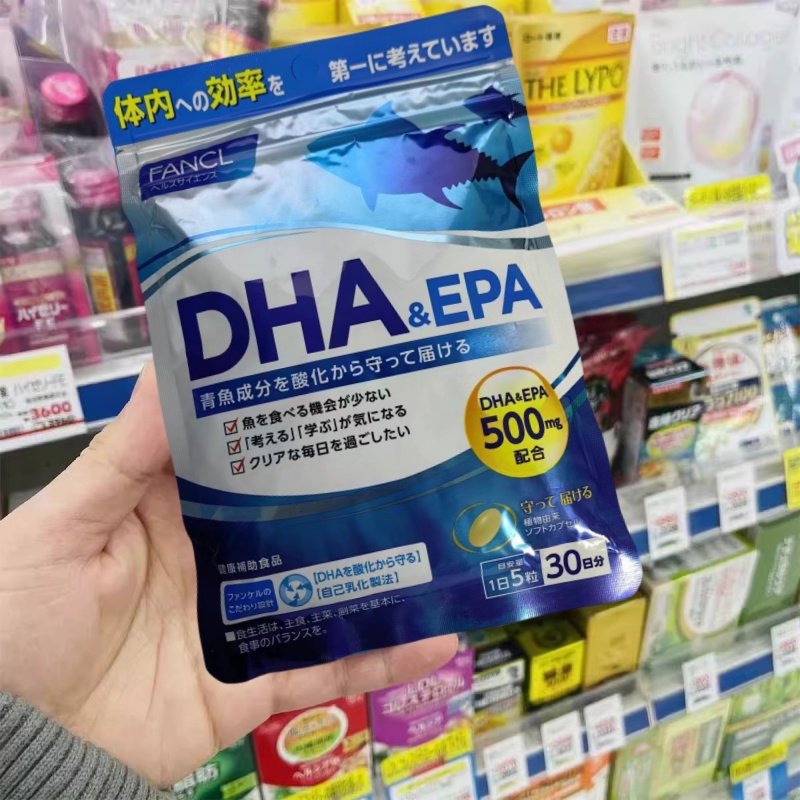 体内への効率を 第一に考えています
FANCL
ヘルスサイエンス
DHA&EPA
青魚成分を酸化から守って届ける
魚を食べる機会が少ない
「考える」「学ぶ」が気になる
クリアな毎日を過ごしたい
DHA&EPA
500mg
配合
守って届ける
植物由来
ソフトカプセル
健康補助食品
ファンケルの
こだわり設計
【DHAを酸化から守る】
【自己乳化製法】
目安量
1日5粒
30日分
■食生活は、主食、主菜、副菜を基本に、
食事のバランスを。
THE LYPO
Bright Collagen
ハイゼリー
3600